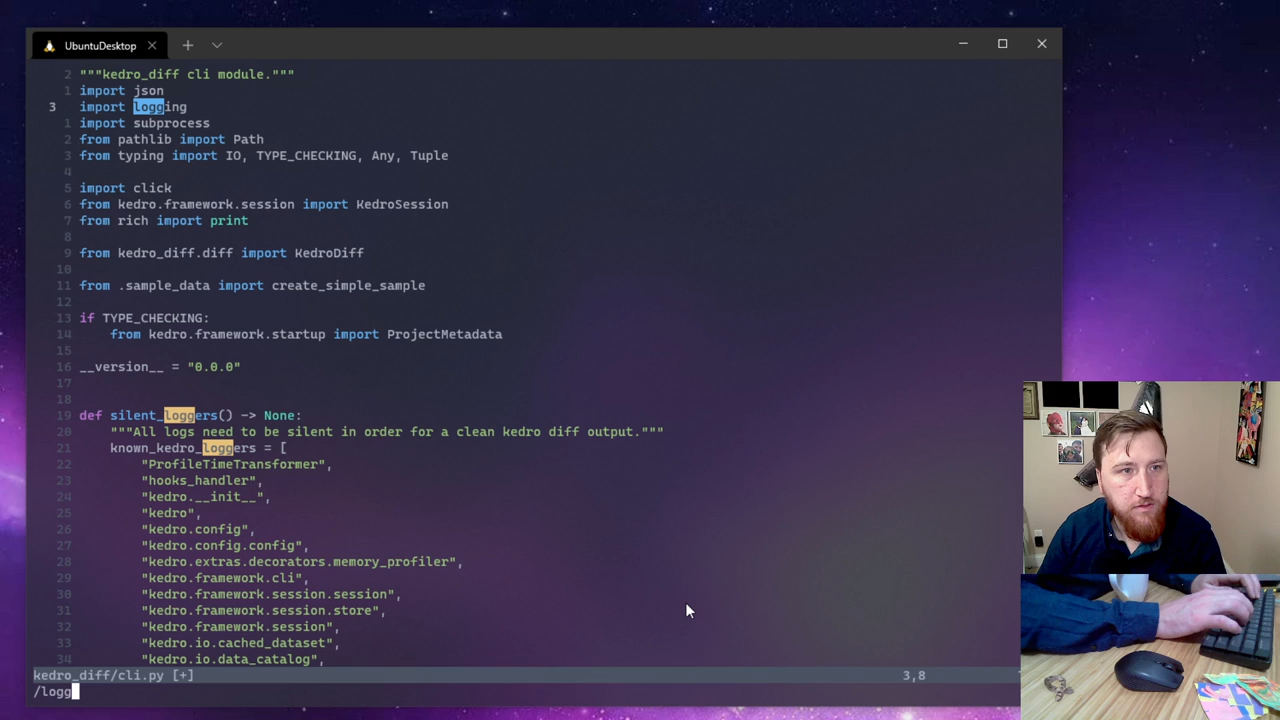 UbuntuDesktop
2 """kedro_diff cli module."""
1 import json
3 import logging
1 import subprocess
2 from pathlib import Path
3 from typing import IO, TYPE_CHECKING, Any, Tuple
4
5 import click
6 from kedro.framework.session import KedroSession
7 from rich import print
8
9 from kedro_diff.diff import KedroDiff
10
11 from .sample_data import create_simple_sample
12
13 if TYPE_CHECKING:
14 from kedro.framework.startup import ProjectMetadata
15
16 __version__ = "0.0.0"
17
18
19 def silent_loggers() -> None:
20 """All logs need to be silent in order for a clean kedro diff output."""
21 known_kedro_loggers = [
22 "ProfileTimeTransformer",
23 "hooks_handler",
24 "kedro.__init__",
25 "kedro",
26 "kedro.config",
27 "kedro.config.config",
28 "kedro.extras.decorators.memory_profiler",
29 "kedro.framework.cli",
30 "kedro.framework.session.session",
31 "kedro.framework.session.store",
32 "kedro.framework.session",
33 "kedro.io.cached_dataset",
34 "kedro.io.data_catalog",
kedro_diff/cli.py [+] 3,8
/logg